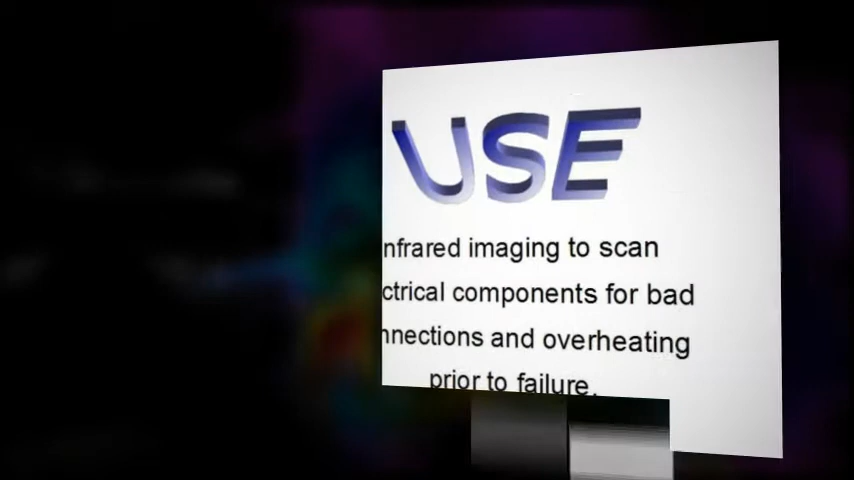 USE
nfrared imaging to scan
ctrical components for bad
nnections and overheating
prior to failure.